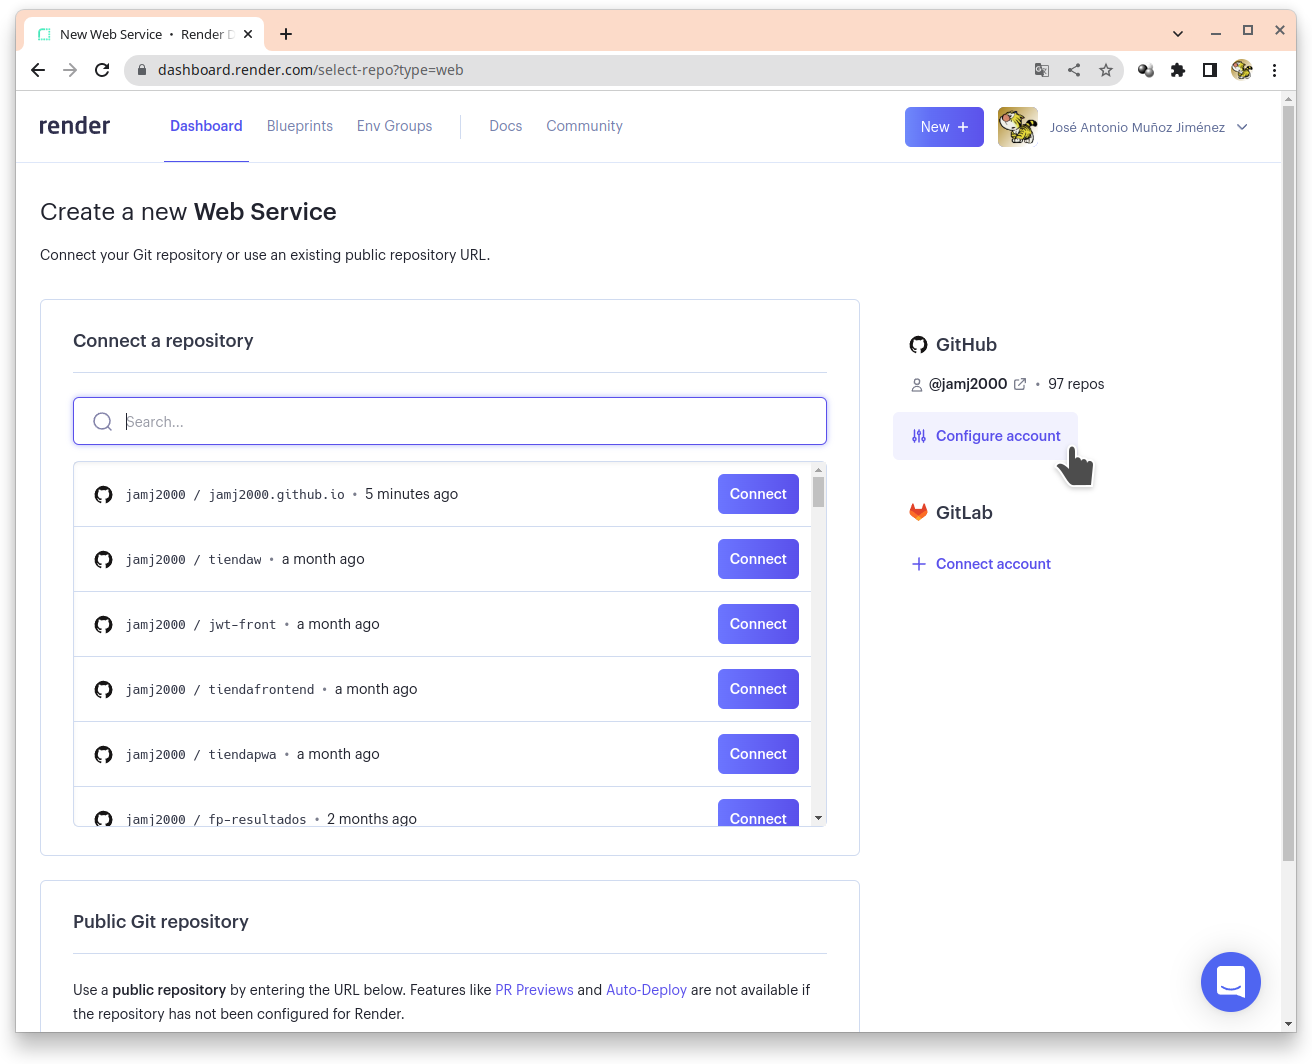 New Web Service • Render
dashboard.render.com/select-repo?type=web
render
Dashboard
Blueprints
Env Groups
Docs
Community
New +
José Antonio Muñoz Jiménez
Create a new Web Service
Connect your Git repository or use an existing public repository URL.
Connect a repository
Search...
jamj2000 / jamj2000.github.io • 5 minutes ago
Connect
jamj2000 / tiendaw • a month ago
Connect
jamj2000 / jwt-front • a month ago
Connect
jamj2000 / tiendafrontend • a month ago
Connect
jamj2000 / tiendapwa • a month ago
Connect
jamj2000 / fp-resultados • 2 months ago
Connect
GitHub
@jamj2000 • 97 repos
Configure account
GitLab
Connect account
Public Git repository
Use a public repository by entering the URL below. Features like PR Previews and Auto-Deploy are not available if
the repository has not been configured for Render.